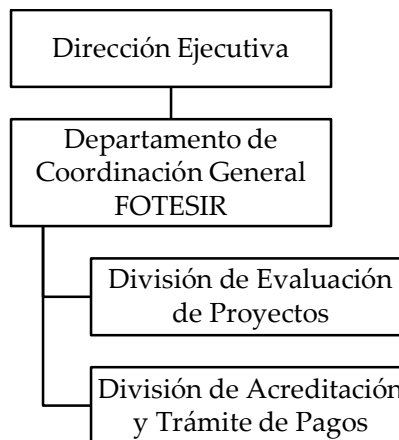 Dirección Ejecutiva
Departamento de
Coordinación General
FOTESIR
División de Evaluación
de Proyectos
División de Acreditación
y Trámite de Pagos